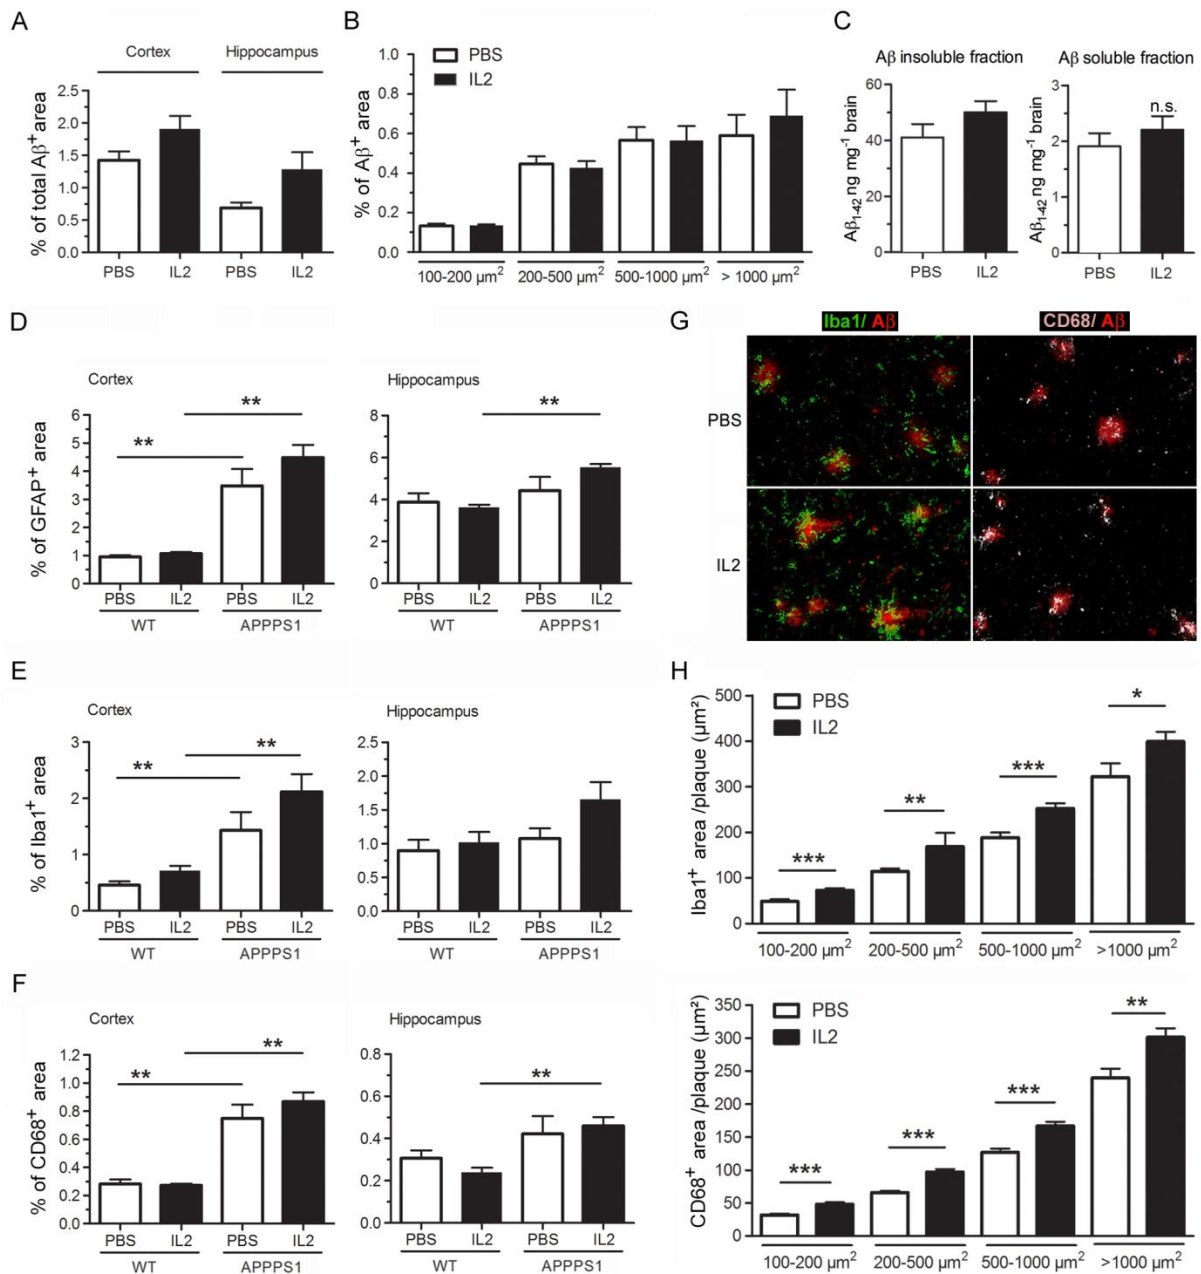 A
Cortex
Hippocampus
% of total Aβ⁺ area
2.5
2.0
1.5
1.0
0.5
0.0
PBS IL2 PBS IL2
B
PBS
IL2
% of Aβ⁺ area
1.0
0.8
0.6
0.4
0.2
0.0
100-200 µm² 200-500 µm² 500-1000 µm² > 1000 µm²
C
Aβ insoluble fraction
Aβ₁₋₄₂ ng mg⁻¹ brain
60
40
20
0
PBS IL2
Aβ soluble fraction
Aβ₁₋₄₂ ng mg⁻¹ brain
3
2
1
0
n.s.
PBS IL2
D
Cortex
% of GFAP⁺ area
6
5
4
3
2
1
0
**
**
PBS IL2 PBS IL2
WT APPPS1
Hippocampus
8
6
4
2
0
**
PBS IL2 PBS IL2
WT APPPS1
E
Cortex
% of Iba1⁺ area
3
2
1
0
**
**
PBS IL2 PBS IL2
WT APPPS1
Hippocampus
2.5
2.0
1.5
1.0
0.5
0.0
PBS IL2 PBS IL2
WT APPPS1
F
Cortex
% of CD68⁺ area
1.2
1.0
0.8
0.6
0.4
0.2
0.0
**
**
PBS IL2 PBS IL2
WT APPPS1
Hippocampus
0.8
0.6
0.4
0.2
0.0
**
PBS IL2 PBS IL2
WT APPPS1
G
Iba1/ Aβ
CD68/ Aβ
PBS
IL2
H
PBS
IL2
Iba1⁺ area /plaque (µm²)
500
400
300
200
100
0
***
**
***
*
100-200 µm² 200-500 µm² 500-1000 µm² >1000 µm²
PBS
IL2
CD68⁺ area /plaque (µm²)
350
300
250
200
150
100
50
0
***
***
***
**
100-200 µm² 200-500 µm² 500-1000 µm² >1000 µm²